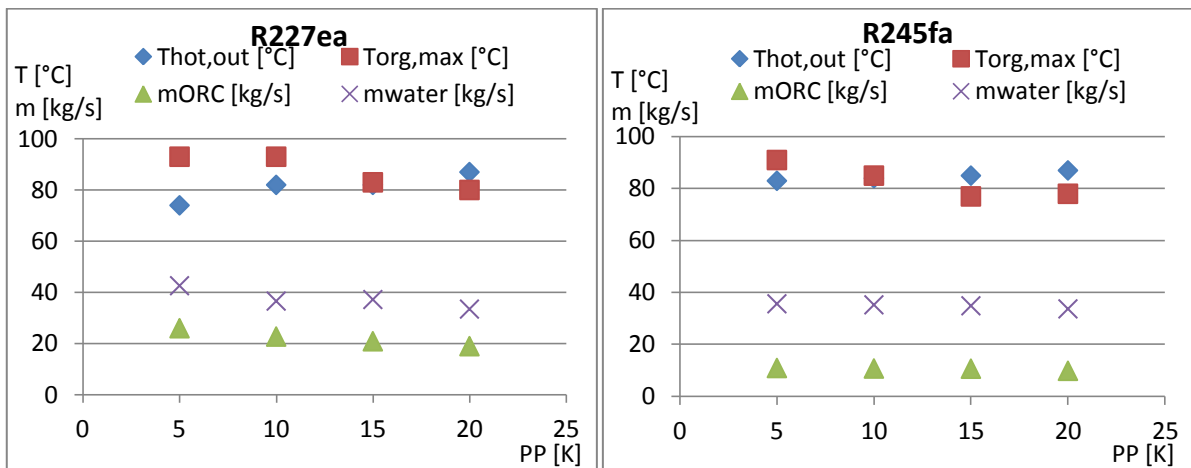 R227ea
Thot,out [°C] Torg,max [°C]
T [°C]
mORC [kg/s] mwater [kg/s]
m [kg/s]
100
80
60
40
20
0
0 5 10 15 20 25
PP [K]
R245fa
Thot,out [°C] Torg,max [°C]
T [°C]
mORC [kg/s] mwater [kg/s]
m [kg/s]
100
80
60
40
20
0
0 5 10 15 20 25
PP [K]